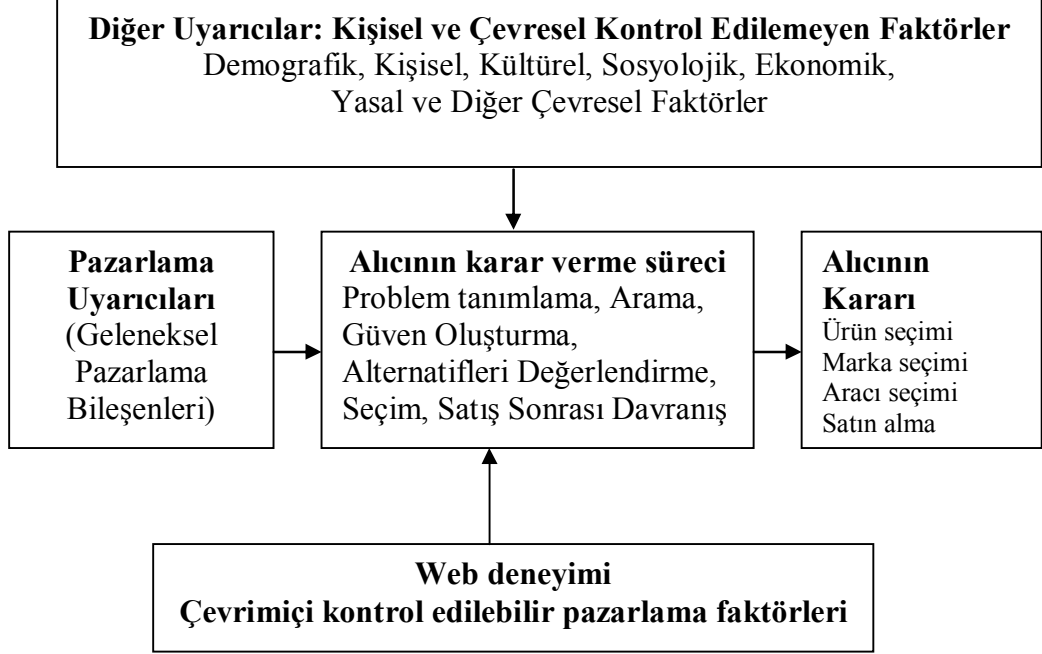 Diğer Uyarıcılar: Kişisel ve Çevresel Kontrol Edilemeyen Faktörler
Demografik, Kişisel, Kültürel, Sosyolojik, Ekonomik,
Yasal ve Diğer Çevresel Faktörler
Pazarlama
Uyarıcıları
(Geleneksel
Pazarlama
Bileşenleri)
Alıcının karar verme süreci
Problem tanımlama, Arama,
Güven Oluşturma,
Alternatifleri Değerlendirme,
Seçim, Satış Sonrası Davranış
Alıcının
Kararı
Ürün seçimi
Marka seçimi
Aracı seçimi
Satın alma
Web deneyimi
Çevrimiçi kontrol edilebilir pazarlama faktörleri